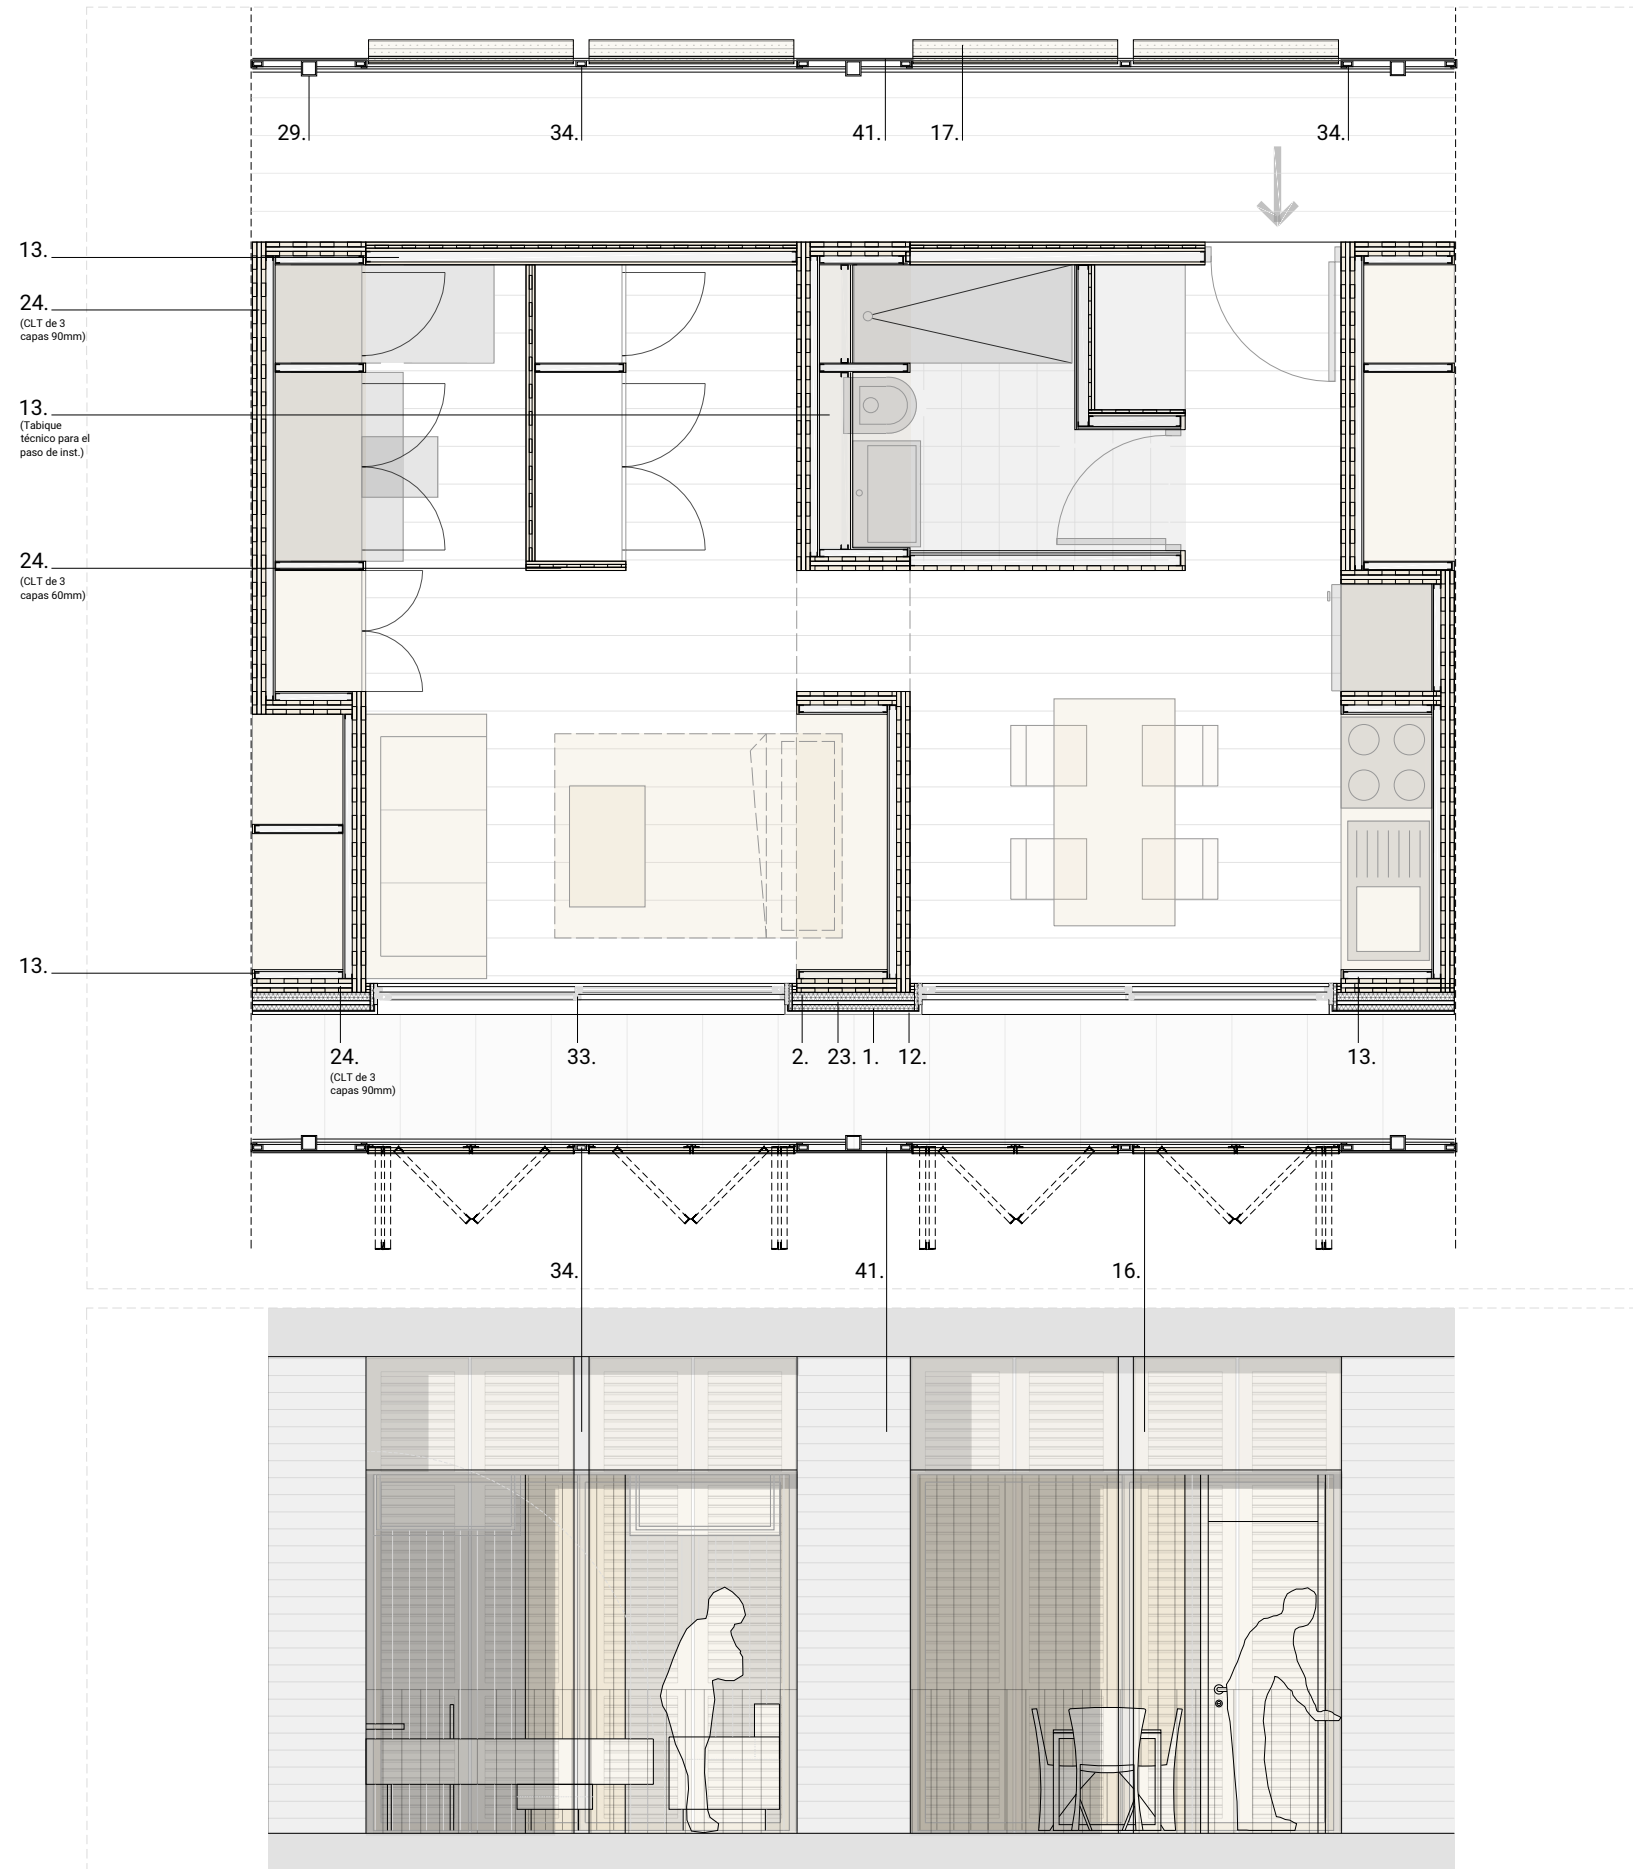 29. 34. 41. 17. 34.
13.
24.
(CLT de 3
capas 90mm)
13.
(Tabique
técnico para el
paso de inst.)
24.
(CLT de 3
capas 60mm)
13.
24. 33. 2. 23. 1. 12. 13.
(CLT de 3
capas 90mm)
34. 41. 16.